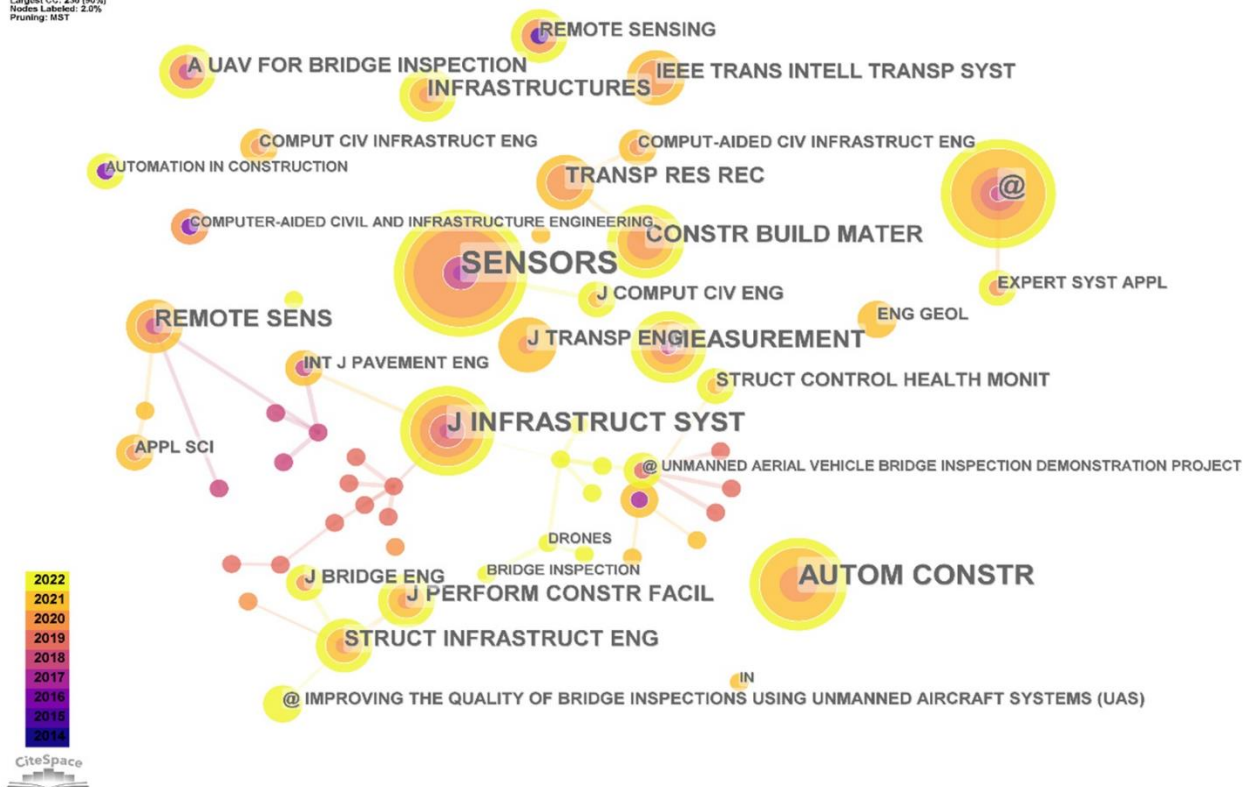 Nodes Labeled: 2.0%
Pruning: MST
REMOTE SENSING
A UAV FOR BRIDGE INSPECTION
IEEE TRANS INTELL TRANSP SYST
INFRASTRUCTURES
COMPUT CIV INFRASTRUCT ENG
COMPUT-AIDED CIV INFRASTRUCT ENG
AUTOMATION IN CONSTRUCTION
TRANSP RES REC
@
COMPUTER-AIDED CIVIL AND INFRASTRUCTURE ENGINEERING
CONSTR BUILD MATER
SENSORS
EXPERT SYST APPL
J COMPUT CIV ENG
REMOTE SENS
ENG GEOL
J TRANSP ENG
MEASUREMENT
INT J PAVEMENT ENG
STRUCT CONTROL HEALTH MONIT
J INFRASTRUCT SYST
APPL SCI
@ UNMANNED AERIAL VEHICLE BRIDGE INSPECTION DEMONSTRATION PROJECT
DRONES
BRIDGE INSPECTION
J BRIDGE ENG
AUTOM CONSTR
J PERFORM CONSTR FACIL
STRUCT INFRASTRUCT ENG
IN
@ IMPROVING THE QUALITY OF BRIDGE INSPECTIONS USING UNMANNED AIRCRAFT SYSTEMS (UAS)
2022
2021
2020
2019
2018
2017
2016
2015
2014
CiteSpace